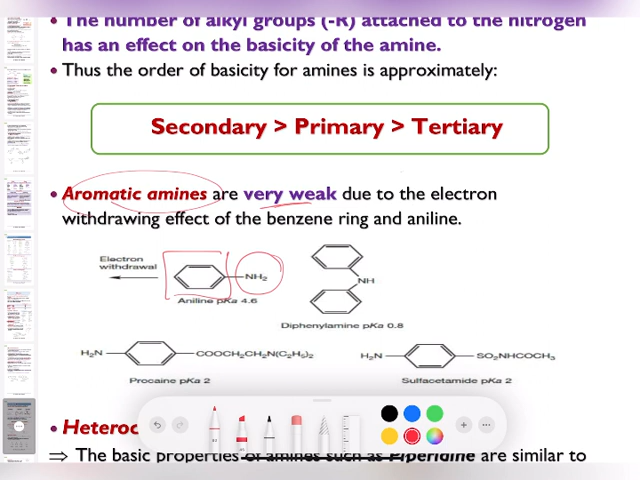 The number of alkyl groups (-R) attached to the nitrogen
has an effect on the basicity of the amine.
• Thus the order of basicity for amines is approximately:
Secondary > Primary > Tertiary
• Aromatic amines are very weak due to the electron
withdrawing effect of the benzene ring and aniline.
Electron
withdrawal
NH₂
Aniline pKa 4.6
NH
Diphenylamine pKa 0.8
H₂N
COOCH₂CH₂N(C₂H₅)₂
Procaine pKa 2
H₂N
SO₂NHCOCH₃
Sulfacetamide pKa 2
• Heteroc
⇒ The basic properties of amines such as Piperidine are similar to